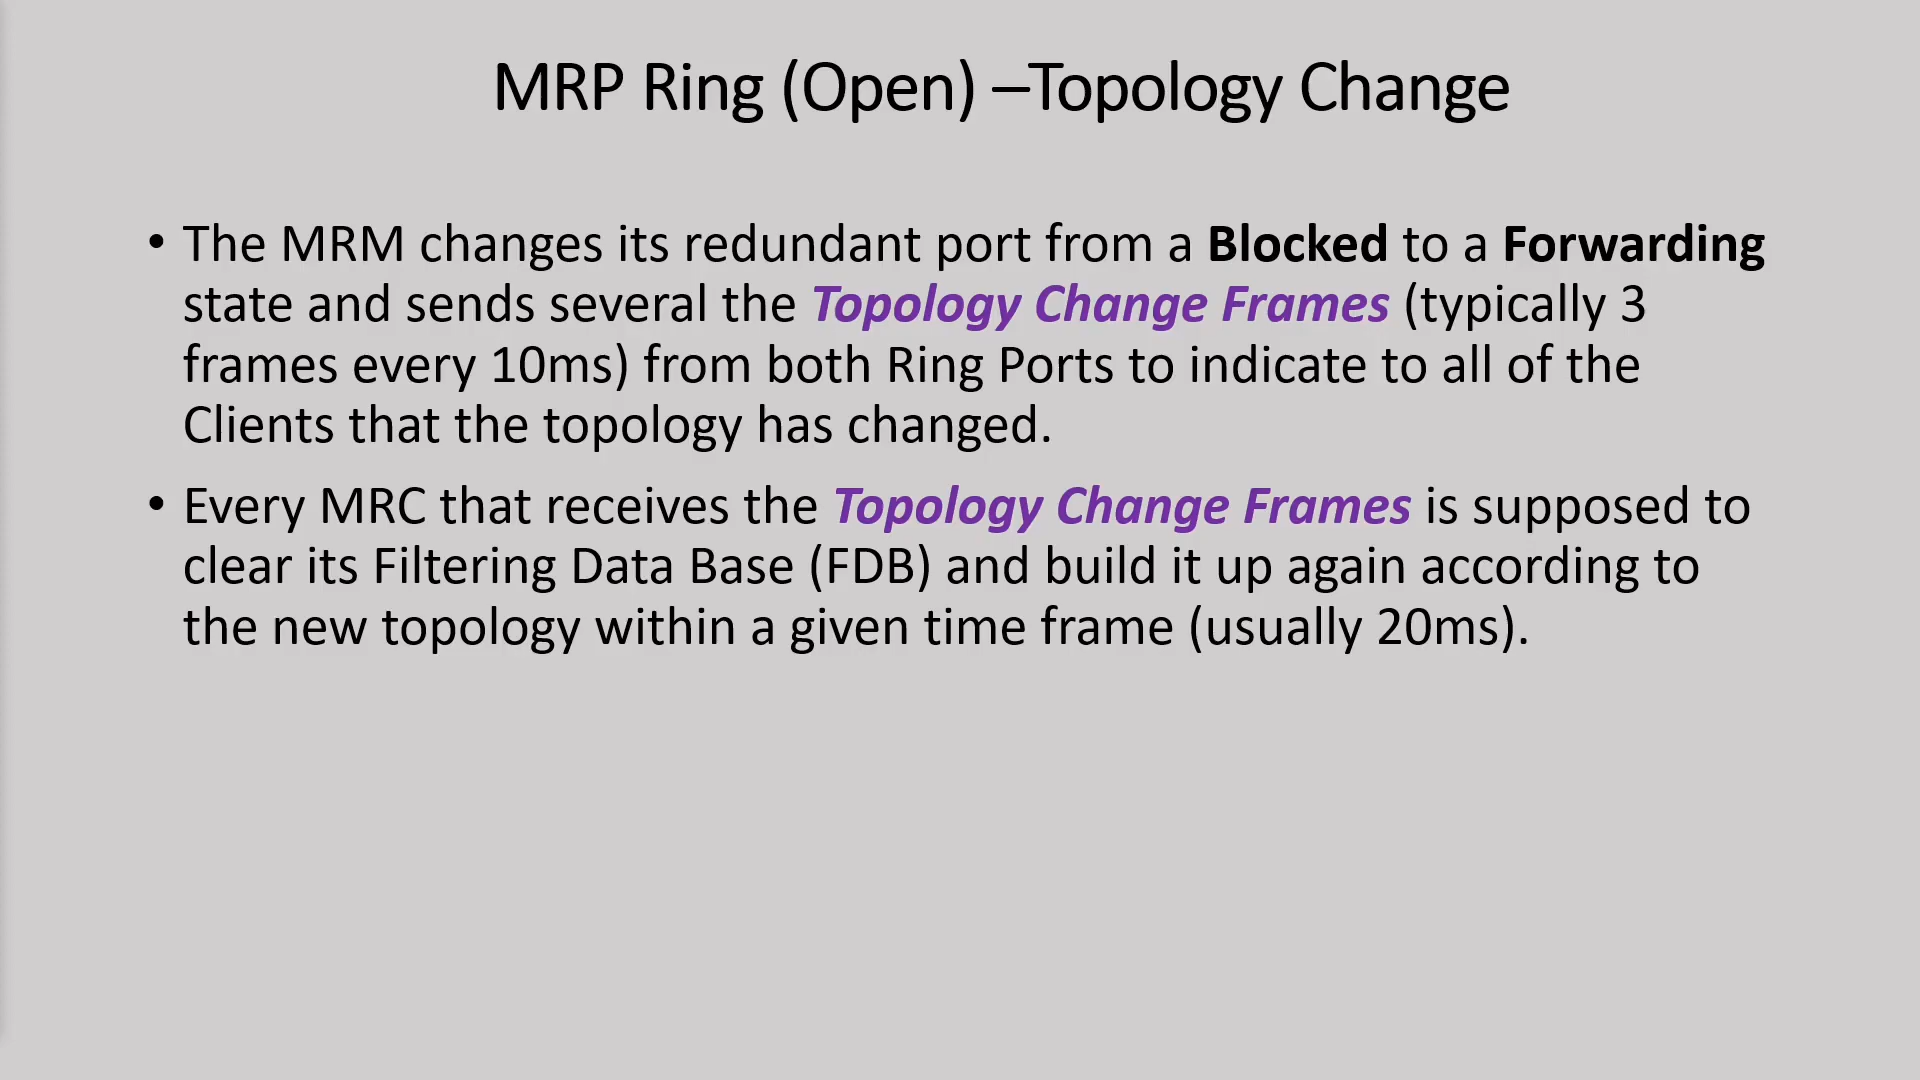 MRP Ring (Open) –Topology Change
• The MRM changes its redundant port from a Blocked to a Forwarding
state and sends several the Topology Change Frames (typically 3
frames every 10ms) from both Ring Ports to indicate to all of the
Clients that the topology has changed.
• Every MRC that receives the Topology Change Frames is supposed to
clear its Filtering Data Base (FDB) and build it up again according to
the new topology within a given time frame (usually 20ms).